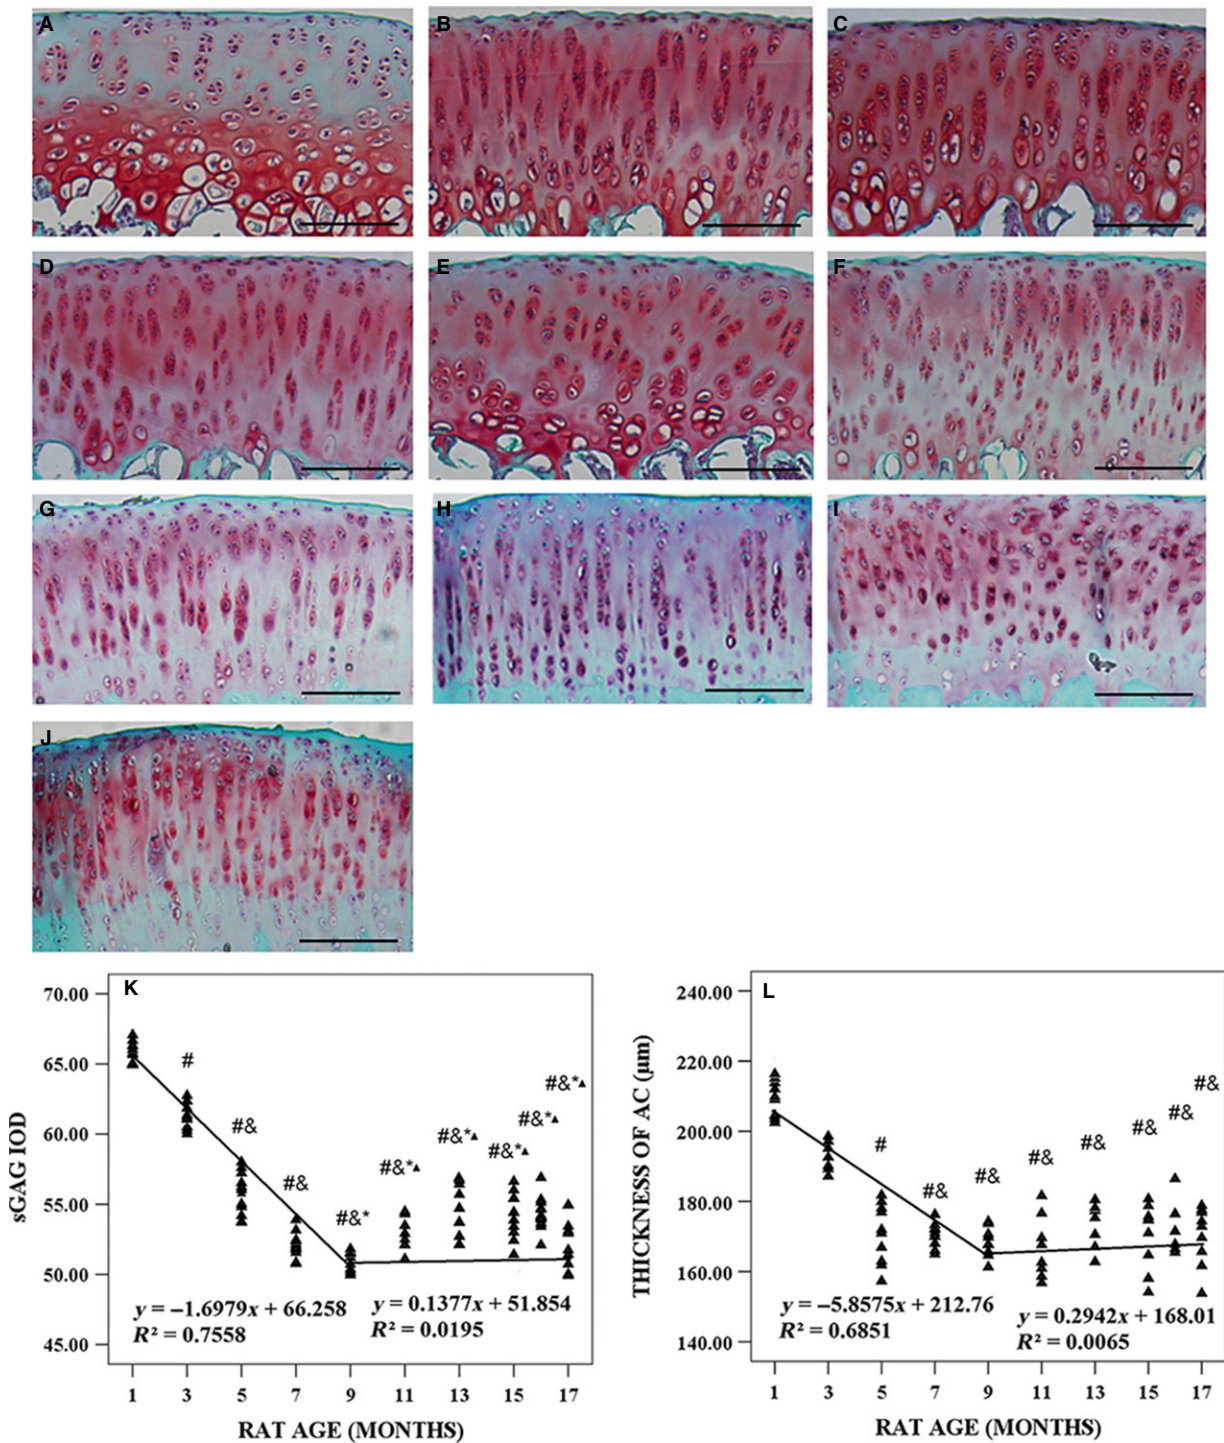 A B C
D E F
G H I
J
K
sGAG IOD
70.00
65.00
60.00
55.00
50.00
45.00
#
#&
#&
#&*
#&*▲
#&*▲
#&*▲
#&*▲
#&*▲
y = –1.6979x + 66.258
R² = 0.7558
y = 0.1377x + 51.854
R² = 0.0195
1 3 5 7 9 11 13 15 17
RAT AGE (MONTHS)
L
THICKNESS OF AC (μm)
240.00
220.00
200.00
180.00
160.00
140.00
#
#&
#&
#&
#&
#&
#&
#&
y = –5.8575x + 212.76
R² = 0.6851
y = 0.2942x + 168.01
R² = 0.0065
1 3 5 7 9 11 13 15 17
RAT AGE (MONTHS)